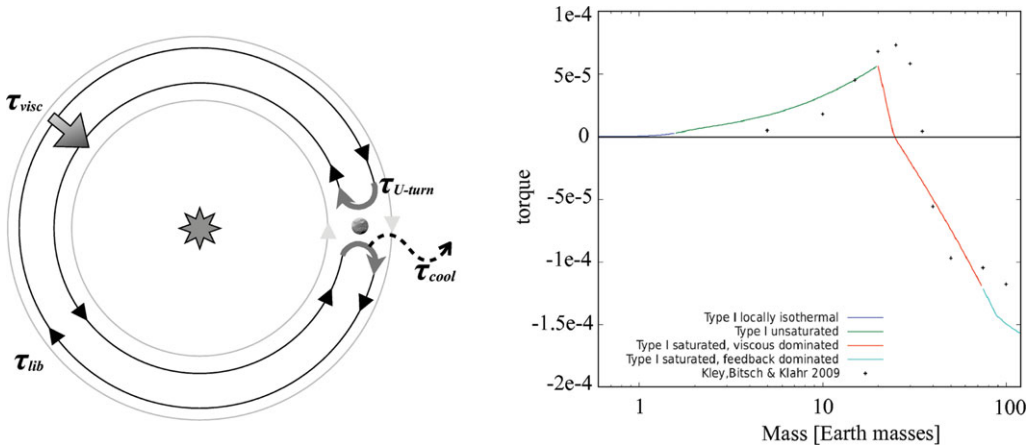 τvisc
τU-turn
τcool
τlib
1e-4
5e-5
0
-5e-5
-1e-4
-1.5e-4
-2e-4
torque
Type I locally isothermal
Type I unsaturated
Type I saturated, viscous dominated
Type I saturated, feedback dominated
Kley,Bitsch & Klahr 2009
1 10 100
Mass [Earth masses]